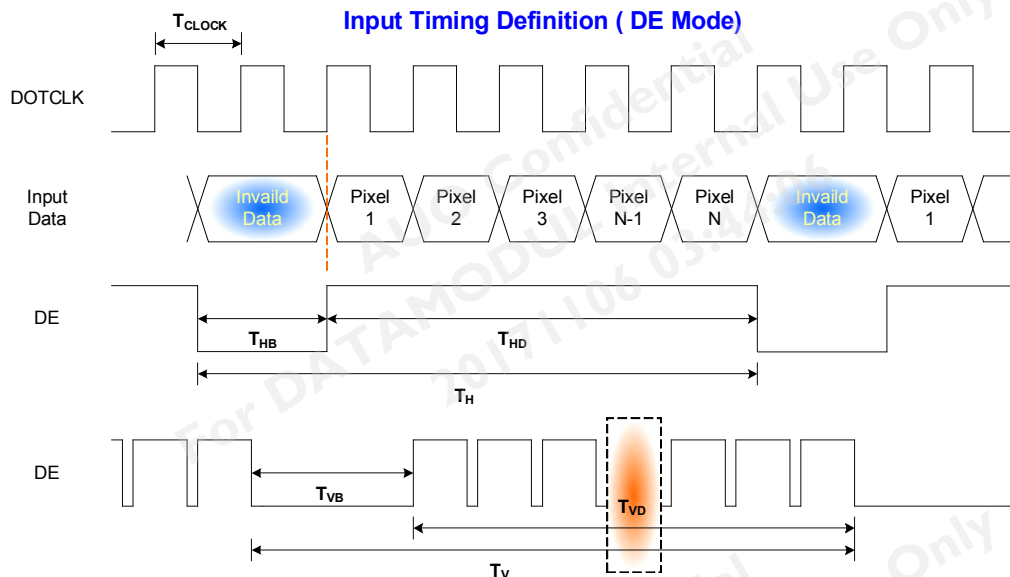 Input Timing Definition ( DE Mode)
TCLOCK
DOTCLK
Input
Data
Invaild
Data
Pixel
1
Pixel
2
Pixel
3
Pixel
N-1
Pixel
N
Invaild
Data
Pixel
1
DE
THB
THD
TH
DE
TVB
TVD
TV
AUO Confidential
For DATAMODUL Internal Use Only
20171106 03:44:06